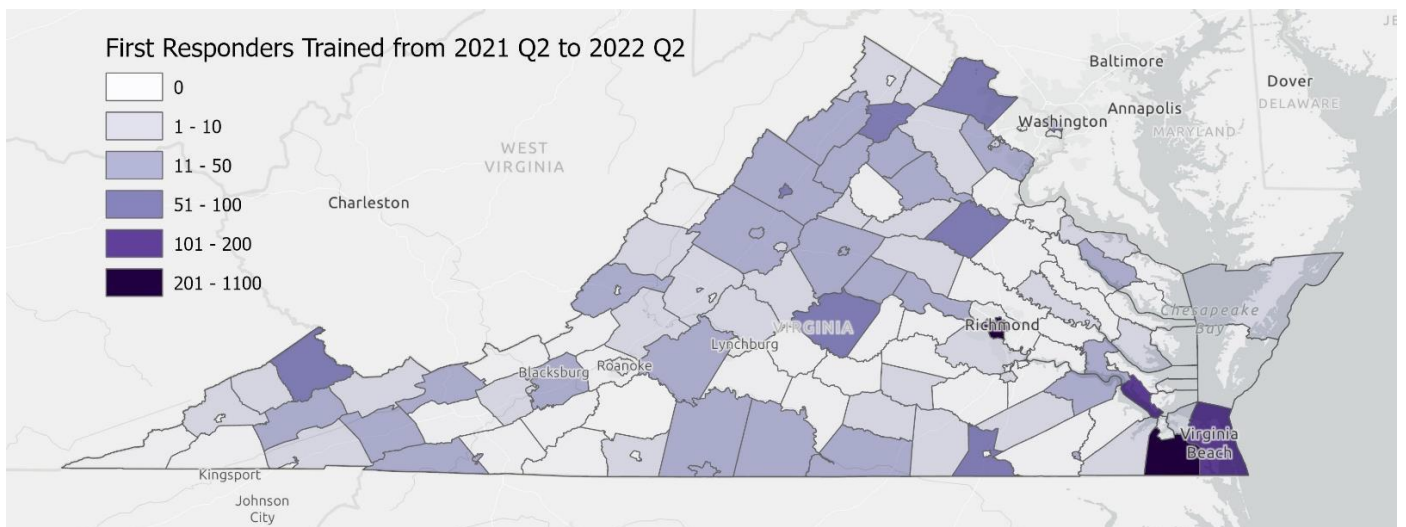 First Responders Trained from 2021 Q2 to 2022 Q2
0
1 - 10
11 - 50
51 - 100
101 - 200
201 - 1100
Baltimore
Dover
DELAWARE
Annapolis
Washington
MARYLAND
WEST
VIRGINIA
Charleston
Chesapeake
Bay
VIRGINIA
Richmond
Lynchburg
Roanoke
Blacksburg
Virginia
Beach
Kingsport
Johnson
City